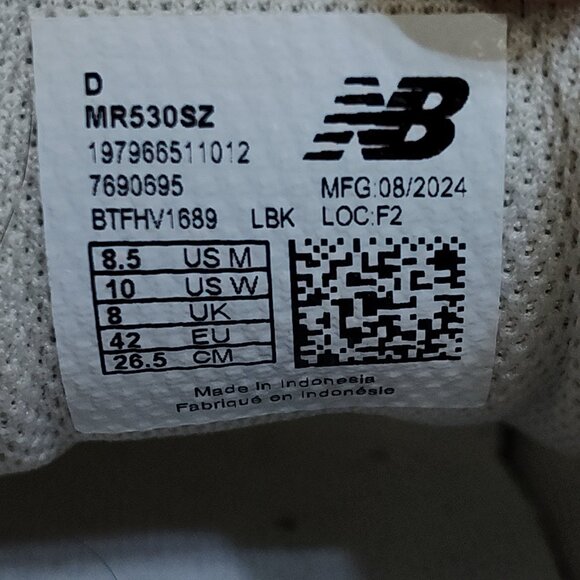 D
MR530SZ
197966511012
7690695 MFG:08/2024
BTFHV1689 LBK LOC:F2
8.5 US M
10 US W
8 UK
42 EU
26.5 CM
Made in Indonesia
Fabriqué en Indonésie
NB